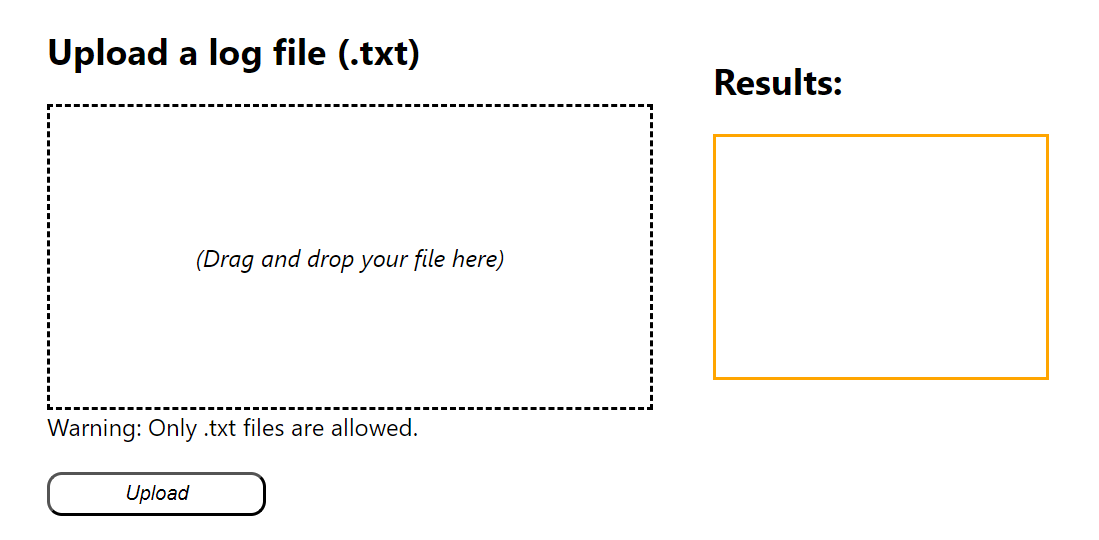 Upload a log file (.txt)
(Drag and drop your file here)
Warning: Only .txt files are allowed.
Upload
Results: